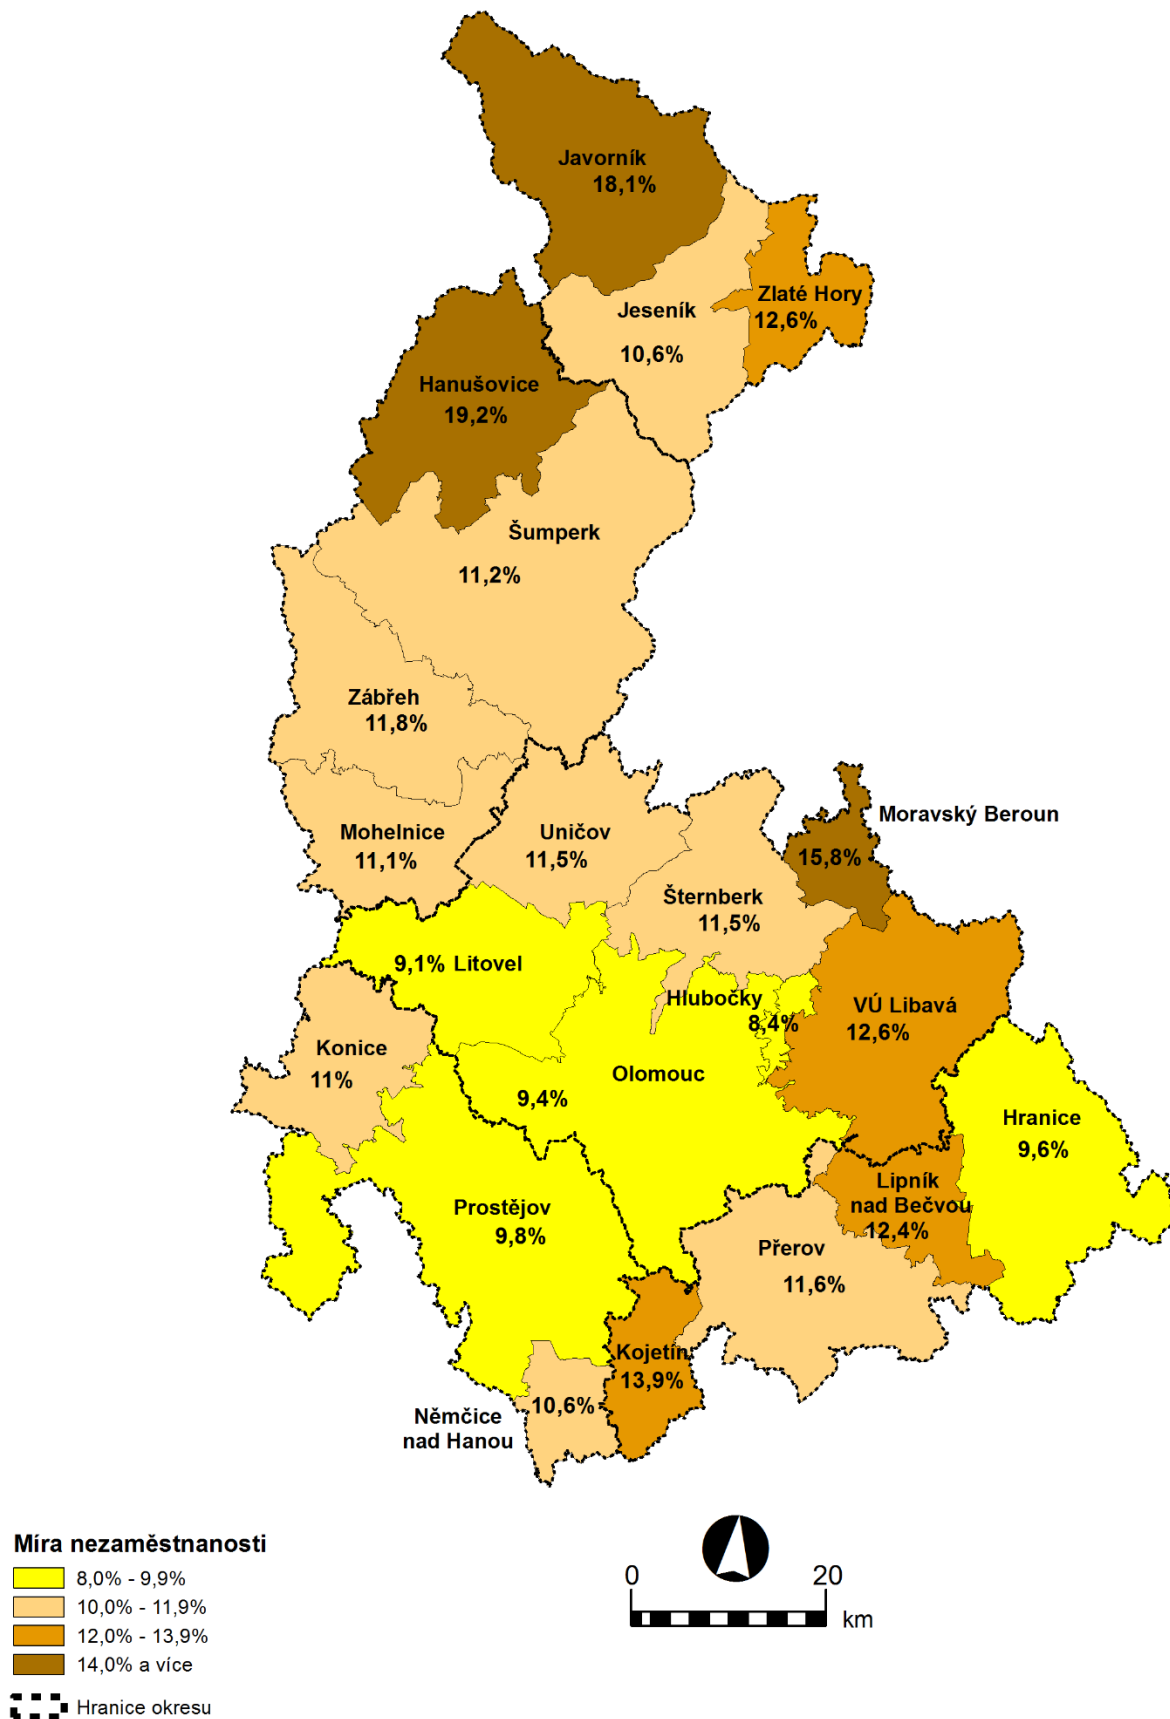 Javorník
18,1%
Zlaté Hory
12,6%
Jeseník
10,6%
Hanušovice
19,2%
Šumperk
11,2%
Zábřeh
11,8%
Moravský Beroun
15,8%
Mohelnice
11,1%
Uničov
11,5%
Šternberk
11,5%
9,1% Litovel
Hlubočky
8,4%
VÚ Libavá
12,6%
Konice
11%
Olomouc
9,4%
Hranice
9,6%
Lipník
nad Bečvou
12,4%
Prostějov
9,8%
Přerov
11,6%
Kojetín
13,9%
10,6%
Němčice
nad Hanou
Míra nezaměstnanosti
8,0% - 9,9%
10,0% - 11,9%
12,0% - 13,9%
14,0% a více
Hranice okresu
0 20
km